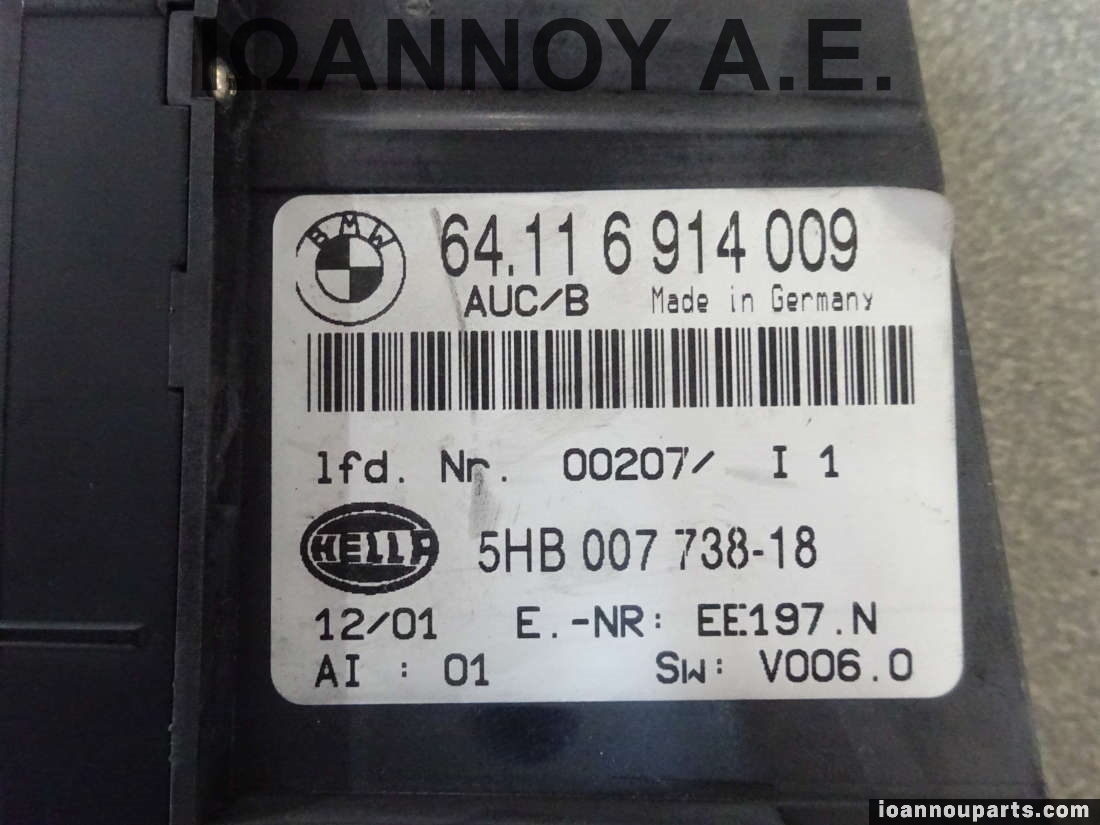 ΙΩΑΝΝΟΥ Α.Ε.
BMW 64.11 6 914 009
AUC/B Made in Germany
lfd. Nr. 00207/ I 1
HELLA 5HB 007 738-18
12/01 E.-NR: EE197.N
AI : 01 SW: V006.0
ioannouparts.com